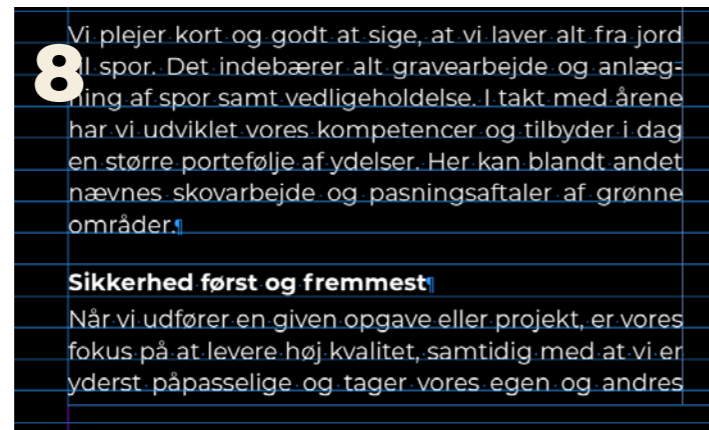 Vi plejer kort og godt at sige, at vi laver alt fra jord
spor. Det indebærer alt gravearbejde og anlæg-
ning af spor samt vedligeholdelse. I takt med årene
har vi udviklet vores kompetencer og tilbyder i dag
en større portefølje af ydelser. Her kan blandt andet
nævnes skovarbejde og pasningsaftaler af grønne
områder.¶
8
Sikkerhed først og fremmest¶
Når vi udfører en given opgave eller projekt, er vores
fokus på at levere høj kvalitet, samtidig med at vi er
yderst påpasselige og tager vores egen og andres